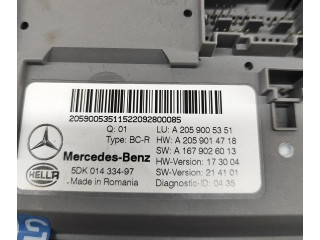 20590053511522092800085
Q: 01 LU: A 205 900 53 51
Type: BC-R HW: A 205 901 47 18
Mercedes-Benz SW: A 167 902 60 13
HELLA 5DK 014 334-97 HW-Version: 17 30 04
SW-Version: 21 41 01
Made in Romania Diagnostic-ID: 04 35